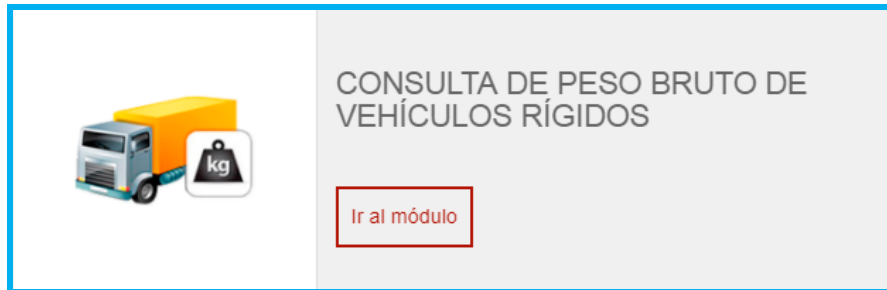 CONSULTA DE PESO BRUTO DE
VEHÍCULOS RÍGIDOS
kg
Ir al módulo